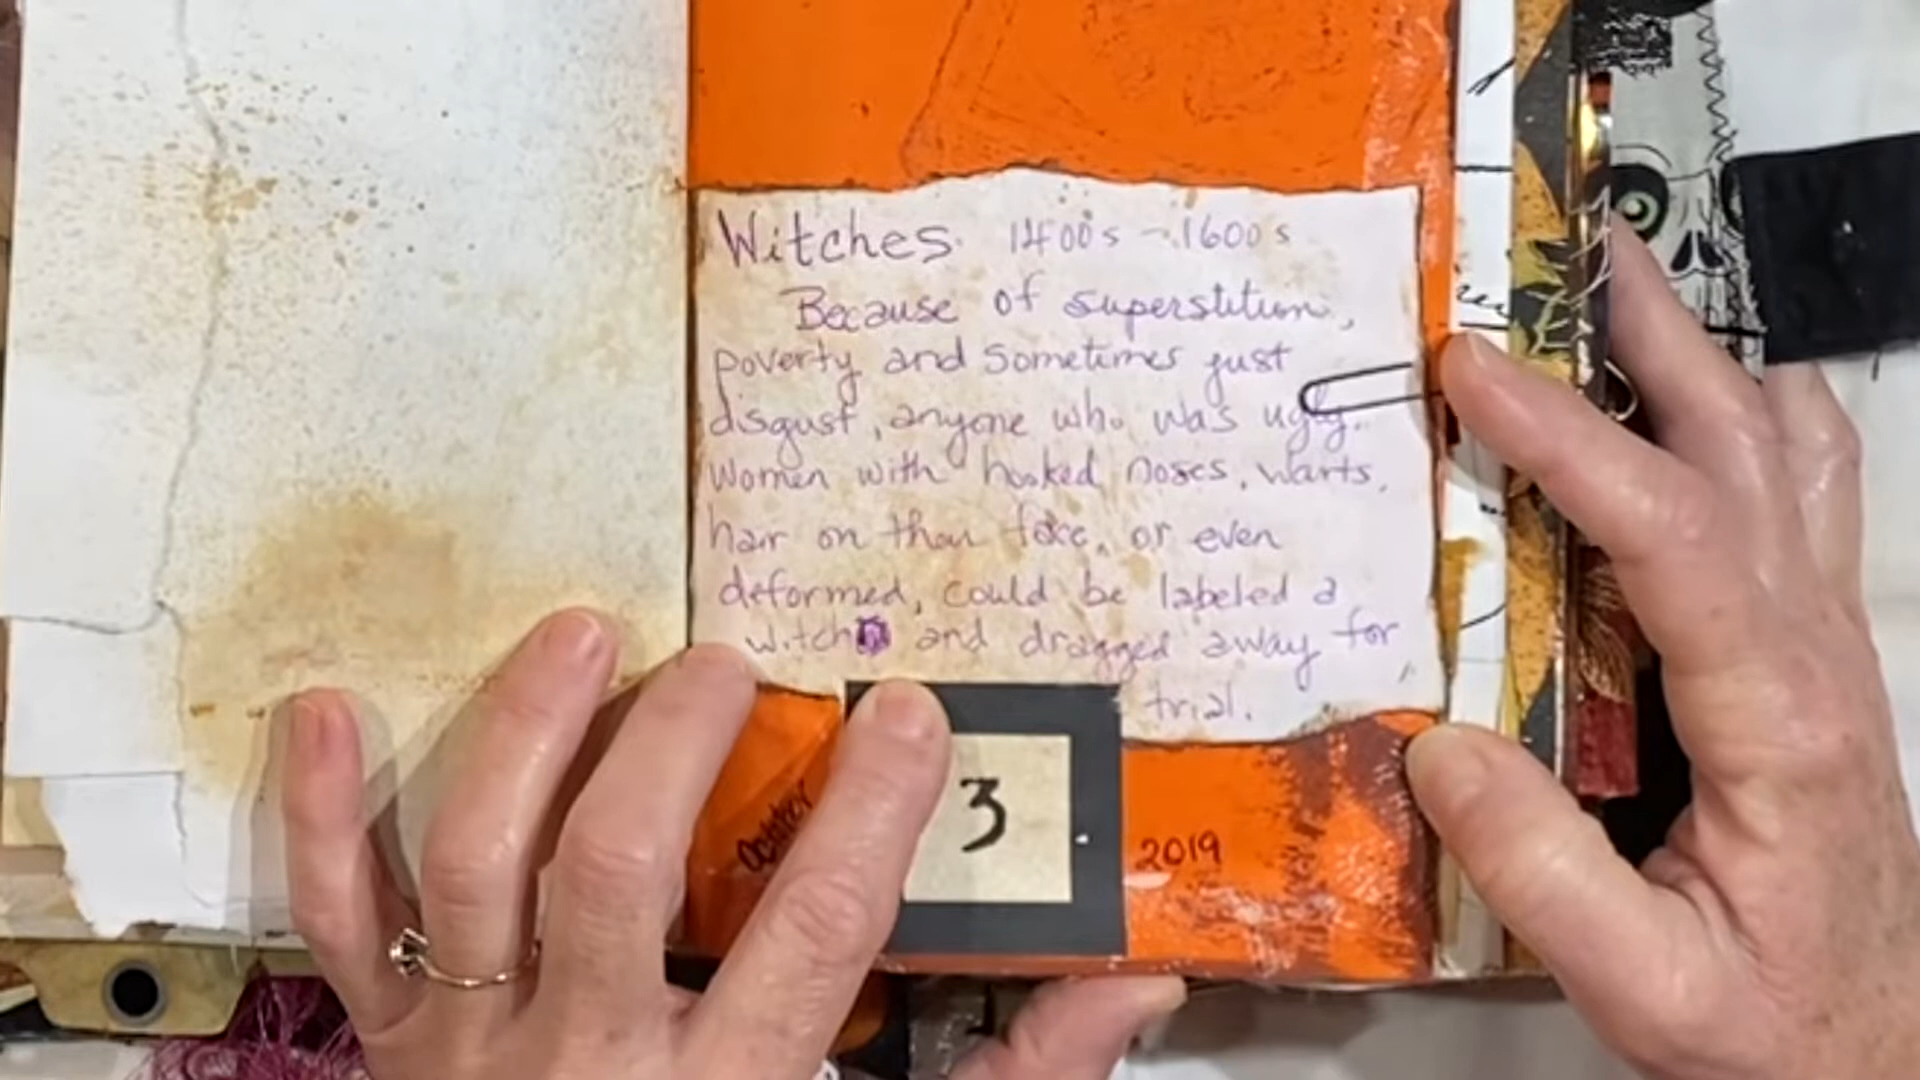 Witches 1400s - 1600s
Because of superstition,
poverty and sometimes just
disgust, anyone who was ugly.
Women with hooked noses, warts,
hair on their face, or even
deformed, could be labeled a
witch and dragged away for
trial.
October 3 2019